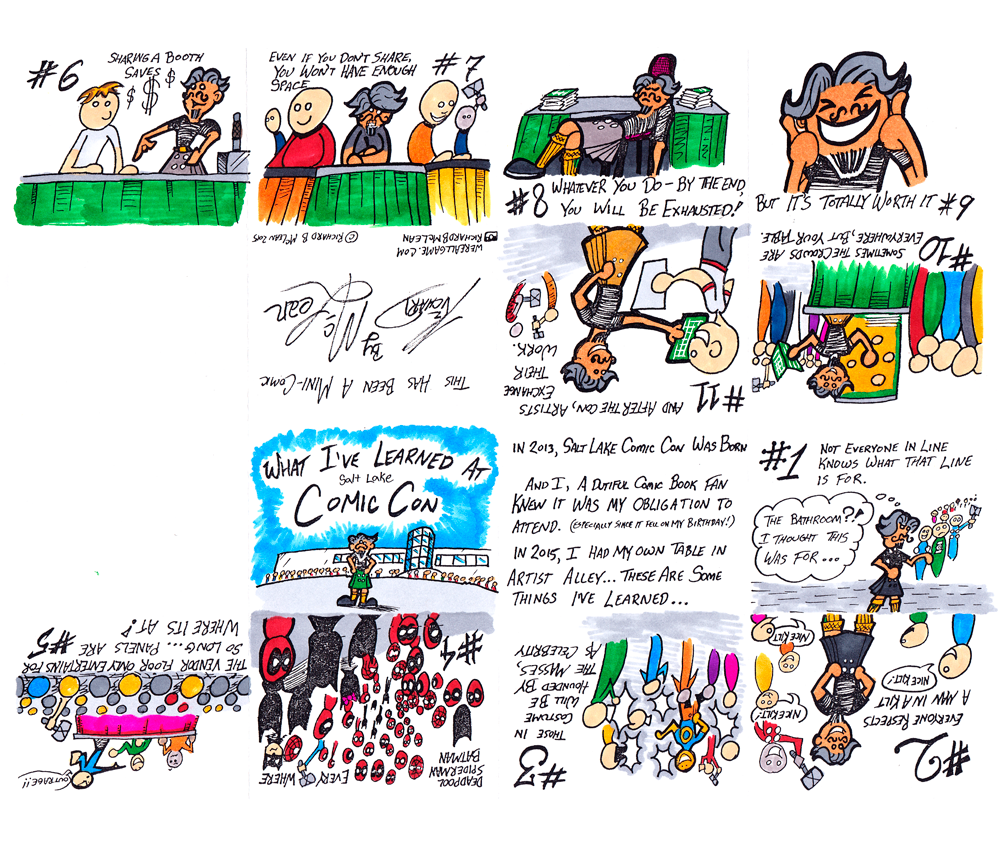 WHAT I'VE LEARNED AT
Salt Lake
COMIC CON
IN 2013, SALT LAKE COMIC CON WAS BORN
AND I, A DUTIFUL COMIC BOOK FAN
KNEW IT WAS MY OBLIGATION TO
ATTEND. (ESPECIALLY SINCE IT FELL ON MY BIRTHDAY!)
IN 2015, I HAD MY OWN TABLE IN
ARTIST ALLEY... THESE ARE SOME
THINGS I'VE LEARNED...
#1
NOT EVERYONE IN LINE
KNOWS WHAT THAT LINE
IS FOR.
THE BATHROOM?!
I THOUGHT THIS
WAS FOR...
#2
EVERYONE RESPECTS
A MAN IN A KILT
NICE KILT!
NICE KILT!
NICE KILT!
#3
THOSE IN
COSTUME
WILL BE
HOUNDED BY
THE MASSES
AS CELEBRITY
#4
DEADPOOL
SPIDERMAN
BATMAN
EVERY WHERE
#5
THE VENDOR FLOOR ONLY ENTERTAINS FOR
SO LONG... PANELS ARE
WHERE ITS AT!
OUTRAGE!!
#6
SHARING A BOOTH
SAVES $ $ $ $
#7
EVEN IF YOU DON'T SHARE,
YOU WON'T HAVE ENOUGH
SPACE
#8
WHATEVER YOU DO - BY THE END,
YOU WILL BE EXHAUSTED!
BUT IT'S TOTALLY WORTH IT #9
#10
SOMETIMES THE CROWDS ARE
EVERYWHERE, BUT YOUR TABLE.
#11
AND AFTER THE CON, ARTISTS
EXCHANGE
THEIR
WORK.
THIS HAS BEEN A MINI-COMIC
BY
RICHARD
McLean
WEREALLGAME.COM
RICHARDBMCLEAN
© RICHARD B McLEAN 2015